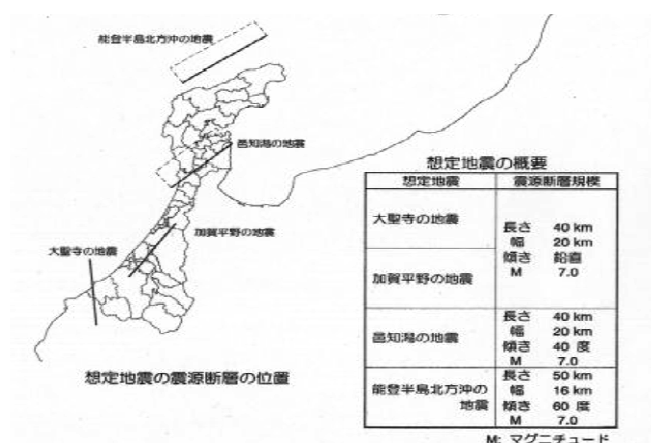 能登半島北方沖の地震
邑知潟の地震
加賀平野の地震
大聖寺の地震
想定地震の震源断層の位置
想定地震の概要
想定地震 震源断層規模
大聖寺の地震
加賀平野の地震
長さ 40 km
幅 20 km
傾き 鉛直
M 7.0
邑知潟の地震
長さ 40 km
幅 20 km
傾き 40 度
M 7.0
能登半島北方沖の
地震
長さ 50 km
幅 16 km
傾き 60 度
M 7.0
M: マグニチュード